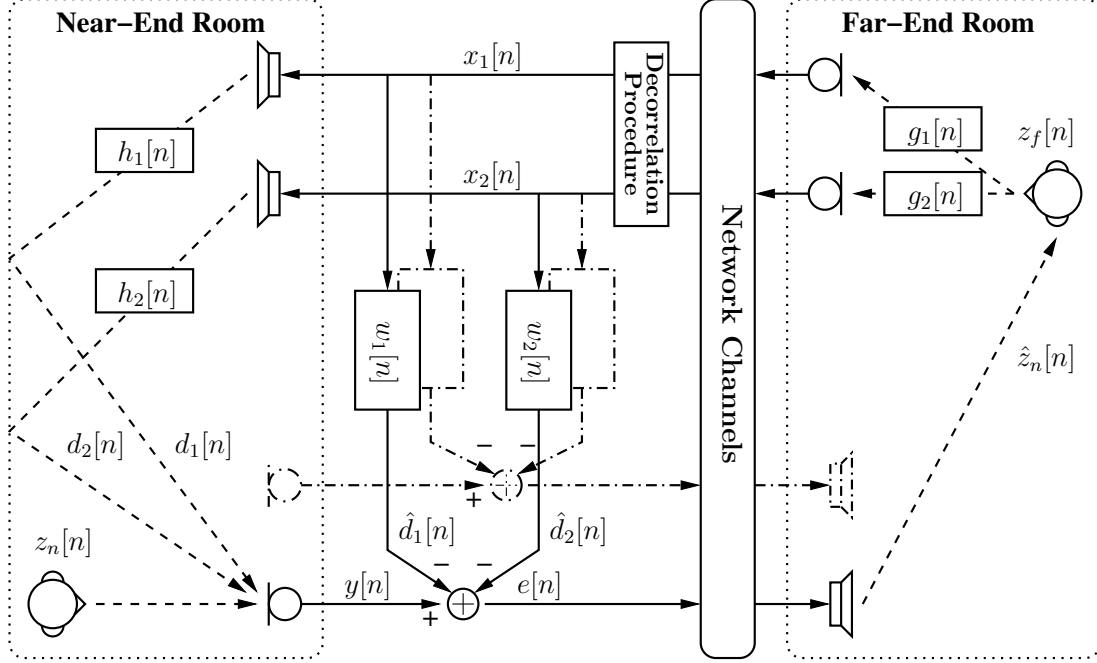 Near–End Room
Far–End Room
x₁[n]
Decorrelation
Procedure
h₁[n]
g₁[n]
z_f[n]
x₂[n]
g₂[n]
h₂[n]
Network Channels
w₁[n]
w₂[n]
ẑₙ[n]
d₂[n]
d₁[n]
−
−
+
d̂₁[n]
d̂₂[n]
zₙ[n]
−
−
y[n]
e[n]
+